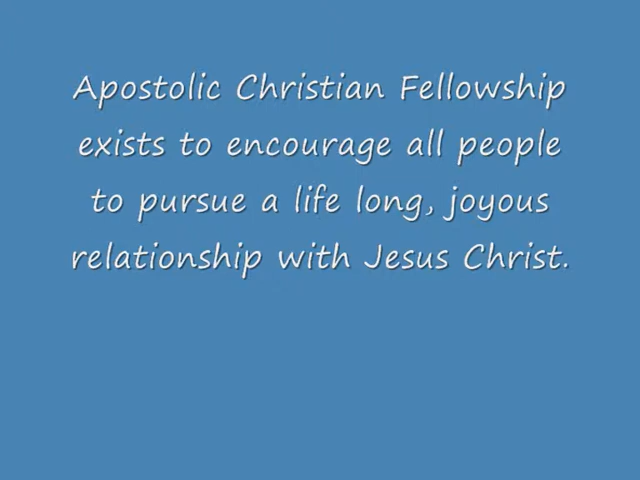 Apostolic Christian Fellowship
exists to encourage all people
to pursue a life long, joyous
relationship with Jesus Christ.